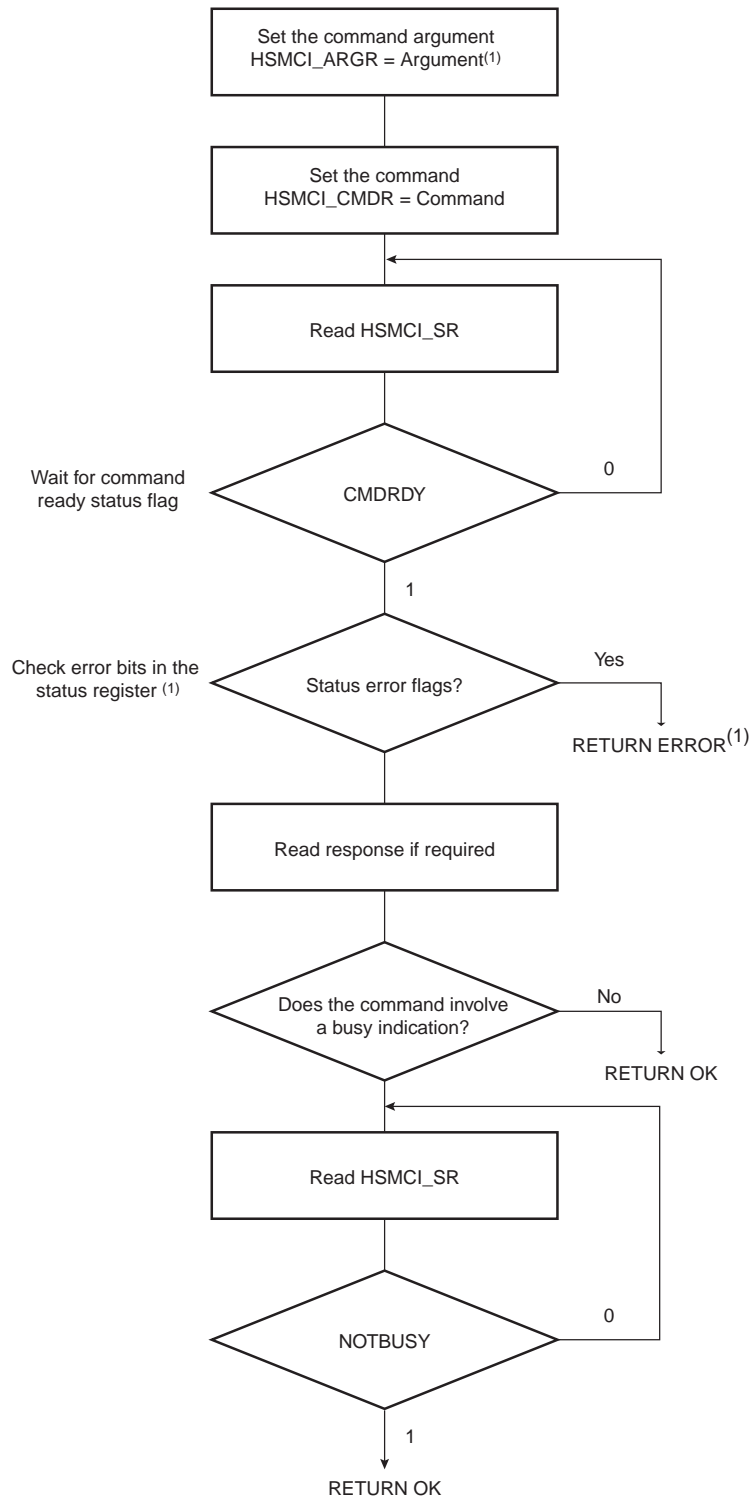 Set the command argument
HSMCI_ARGR = Argument(1)
Set the command
HSMCI_CMDR = Command
Read HSMCI_SR
Wait for command
ready status flag
CMDRDY
0
1
Check error bits in the
status register (1)
Status error flags?
Yes
RETURN ERROR(1)
Read response if required
Does the command involve
a busy indication?
No
RETURN OK
Read HSMCI_SR
NOTBUSY
0
1
RETURN OK